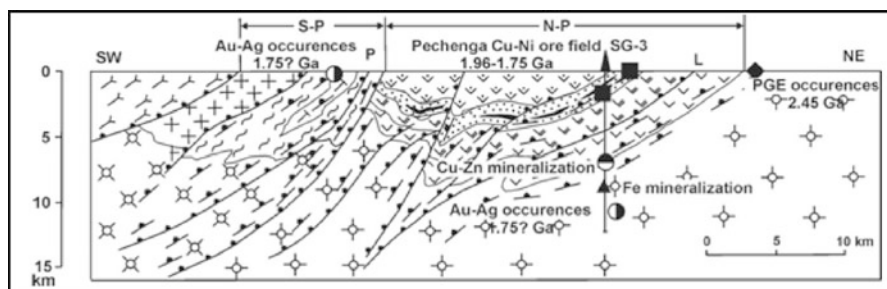 S-P
N-P
SW
Au-Ag occurences
1.75? Ga
P
Pechenga Cu-Ni ore field
1.96-1.75 Ga
SG-3
L
NE
0
PGE occurences
2.45 Ga
5
Cu-Zn mineralization
Fe mineralization
10
Au-Ag occurences
1.75? Ga
0 5 10 km
15
km